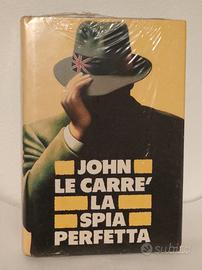 JOHN
LE CARRE'
LA
SPIA
PERFETTA
subito